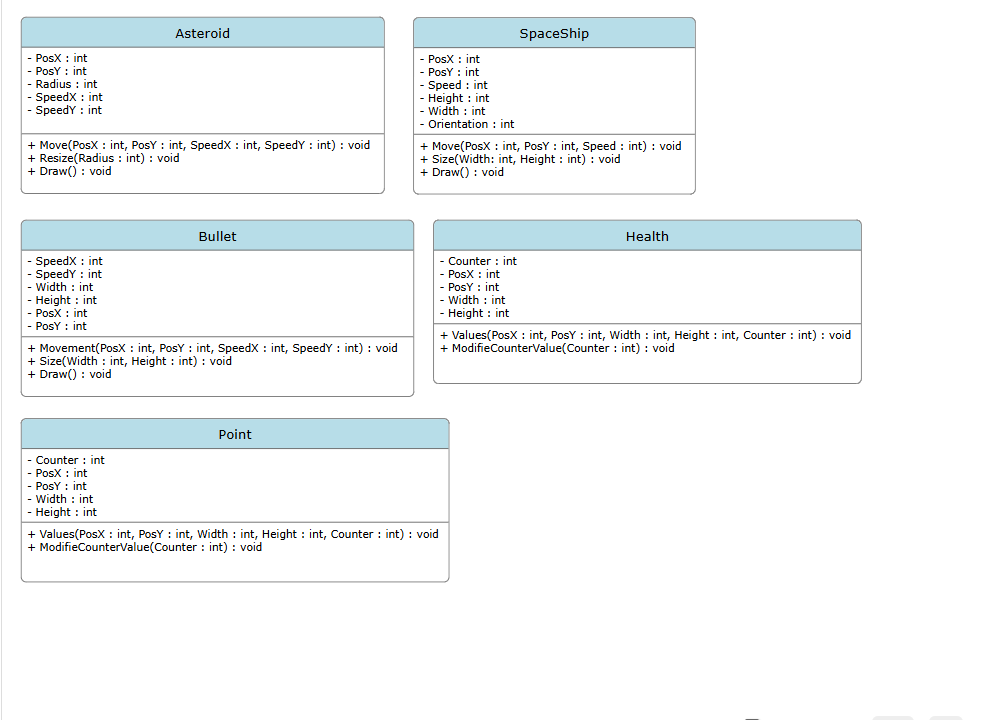 Asteroid
- PosX : int
- PosY : int
- Radius : int
- SpeedX : int
- SpeedY : int
+ Move(PosX : int, PosY : int, SpeedX : int, SpeedY : int) : void
+ Resize(Radius : int) : void
+ Draw() : void
SpaceShip
- PosX : int
- PosY : int
- Speed : int
- Height : int
- Width : int
- Orientation : int
+ Move(PosX : int, PosY : int, Speed : int) : void
+ Size(Width: int, Height : int) : void
+ Draw() : void
Bullet
- SpeedX : int
- SpeedY : int
- Width : int
- Height : int
- PosX : int
- PosY : int
+ Movement(PosX : int, PosY : int, SpeedX : int, SpeedY : int) : void
+ Size(Width : int, Height : int) : void
+ Draw() : void
Health
- Counter : int
- PosX : int
- PosY : int
- Width : int
- Height : int
+ Values(PosX : int, PosY : int, Width : int, Height : int, Counter : int) : void
+ ModifieCounterValue(Counter : int) : void
Point
- Counter : int
- PosX : int
- PosY : int
- Width : int
- Height : int
+ Values(PosX : int, PosY : int, Width : int, Height : int, Counter : int) : void
+ ModifieCounterValue(Counter : int) : void